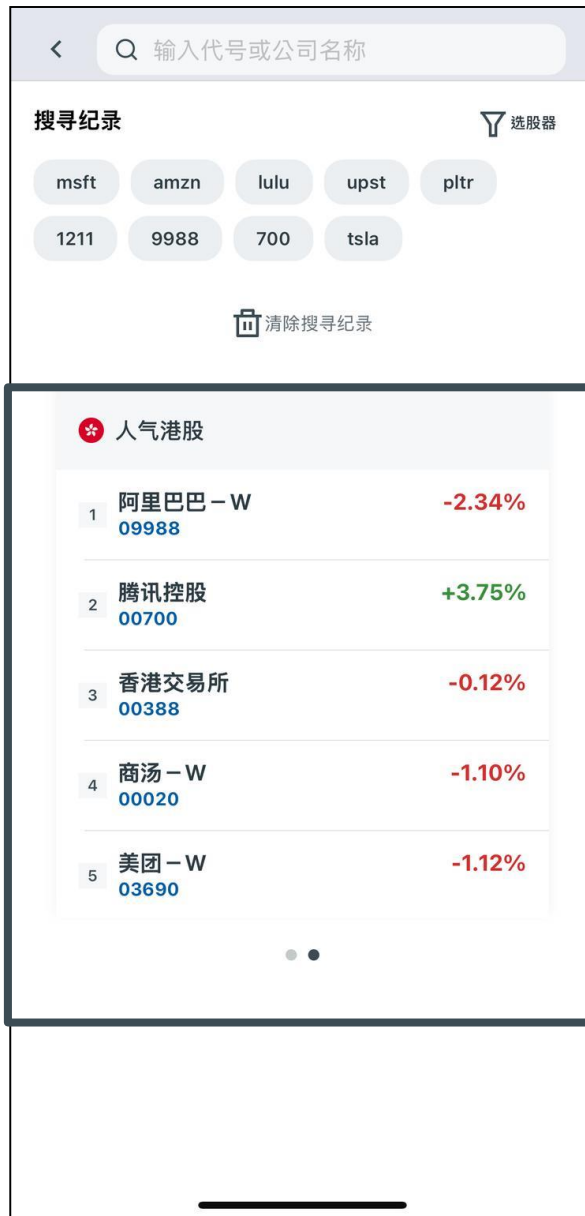 输入代号或公司名称
搜寻纪录
選股器
msft amzn lulu upst pltr
1211 9988 700 tsla
清除搜寻纪录
人气港股
1 阿里巴巴－W -2.34%
09988
2 腾讯控股 +3.75%
00700
3 香港交易所 -0.12%
00388
4 商汤－W -1.10%
00020
5 美团－W -1.12%
03690